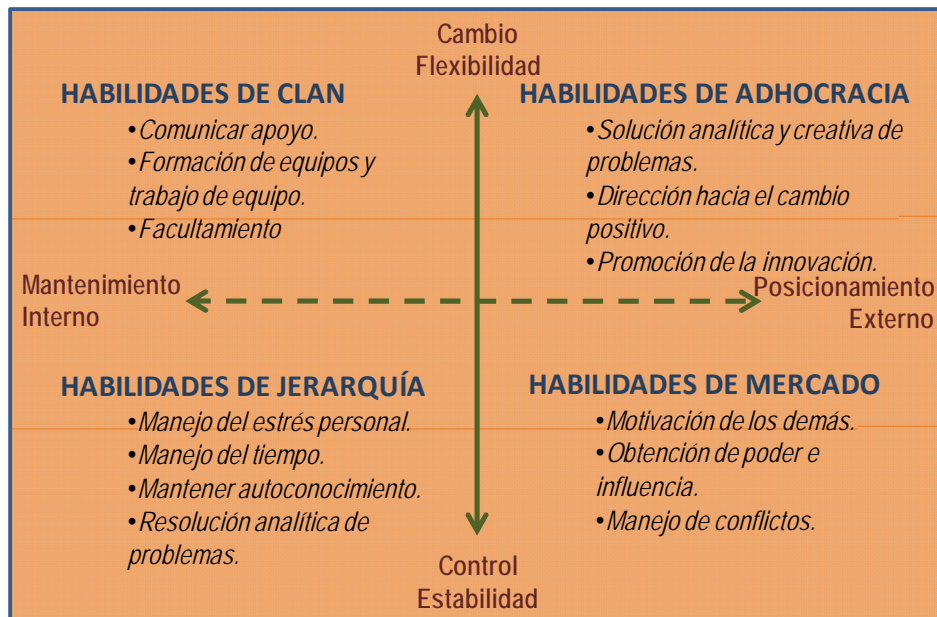 Cambio
Flexibilidad
HABILIDADES DE CLAN
•Comunicar apoyo.
•Formación de equipos y
trabajo de equipo.
•Facultamiento
HABILIDADES DE ADHOCRACIA
•Solución analítica y creativa de
problemas.
•Dirección hacia el cambio
positivo.
•Promoción de la innovación.
Mantenimiento
Interno
Posicionamiento
Externo
HABILIDADES DE JERARQUÍA
•Manejo del estrés personal.
•Manejo del tiempo.
•Mantener autoconocimiento.
•Resolución analítica de
problemas.
HABILIDADES DE MERCADO
•Motivación de los demás.
•Obtención de poder e
influencia.
•Manejo de conflictos.
Control
Estabilidad